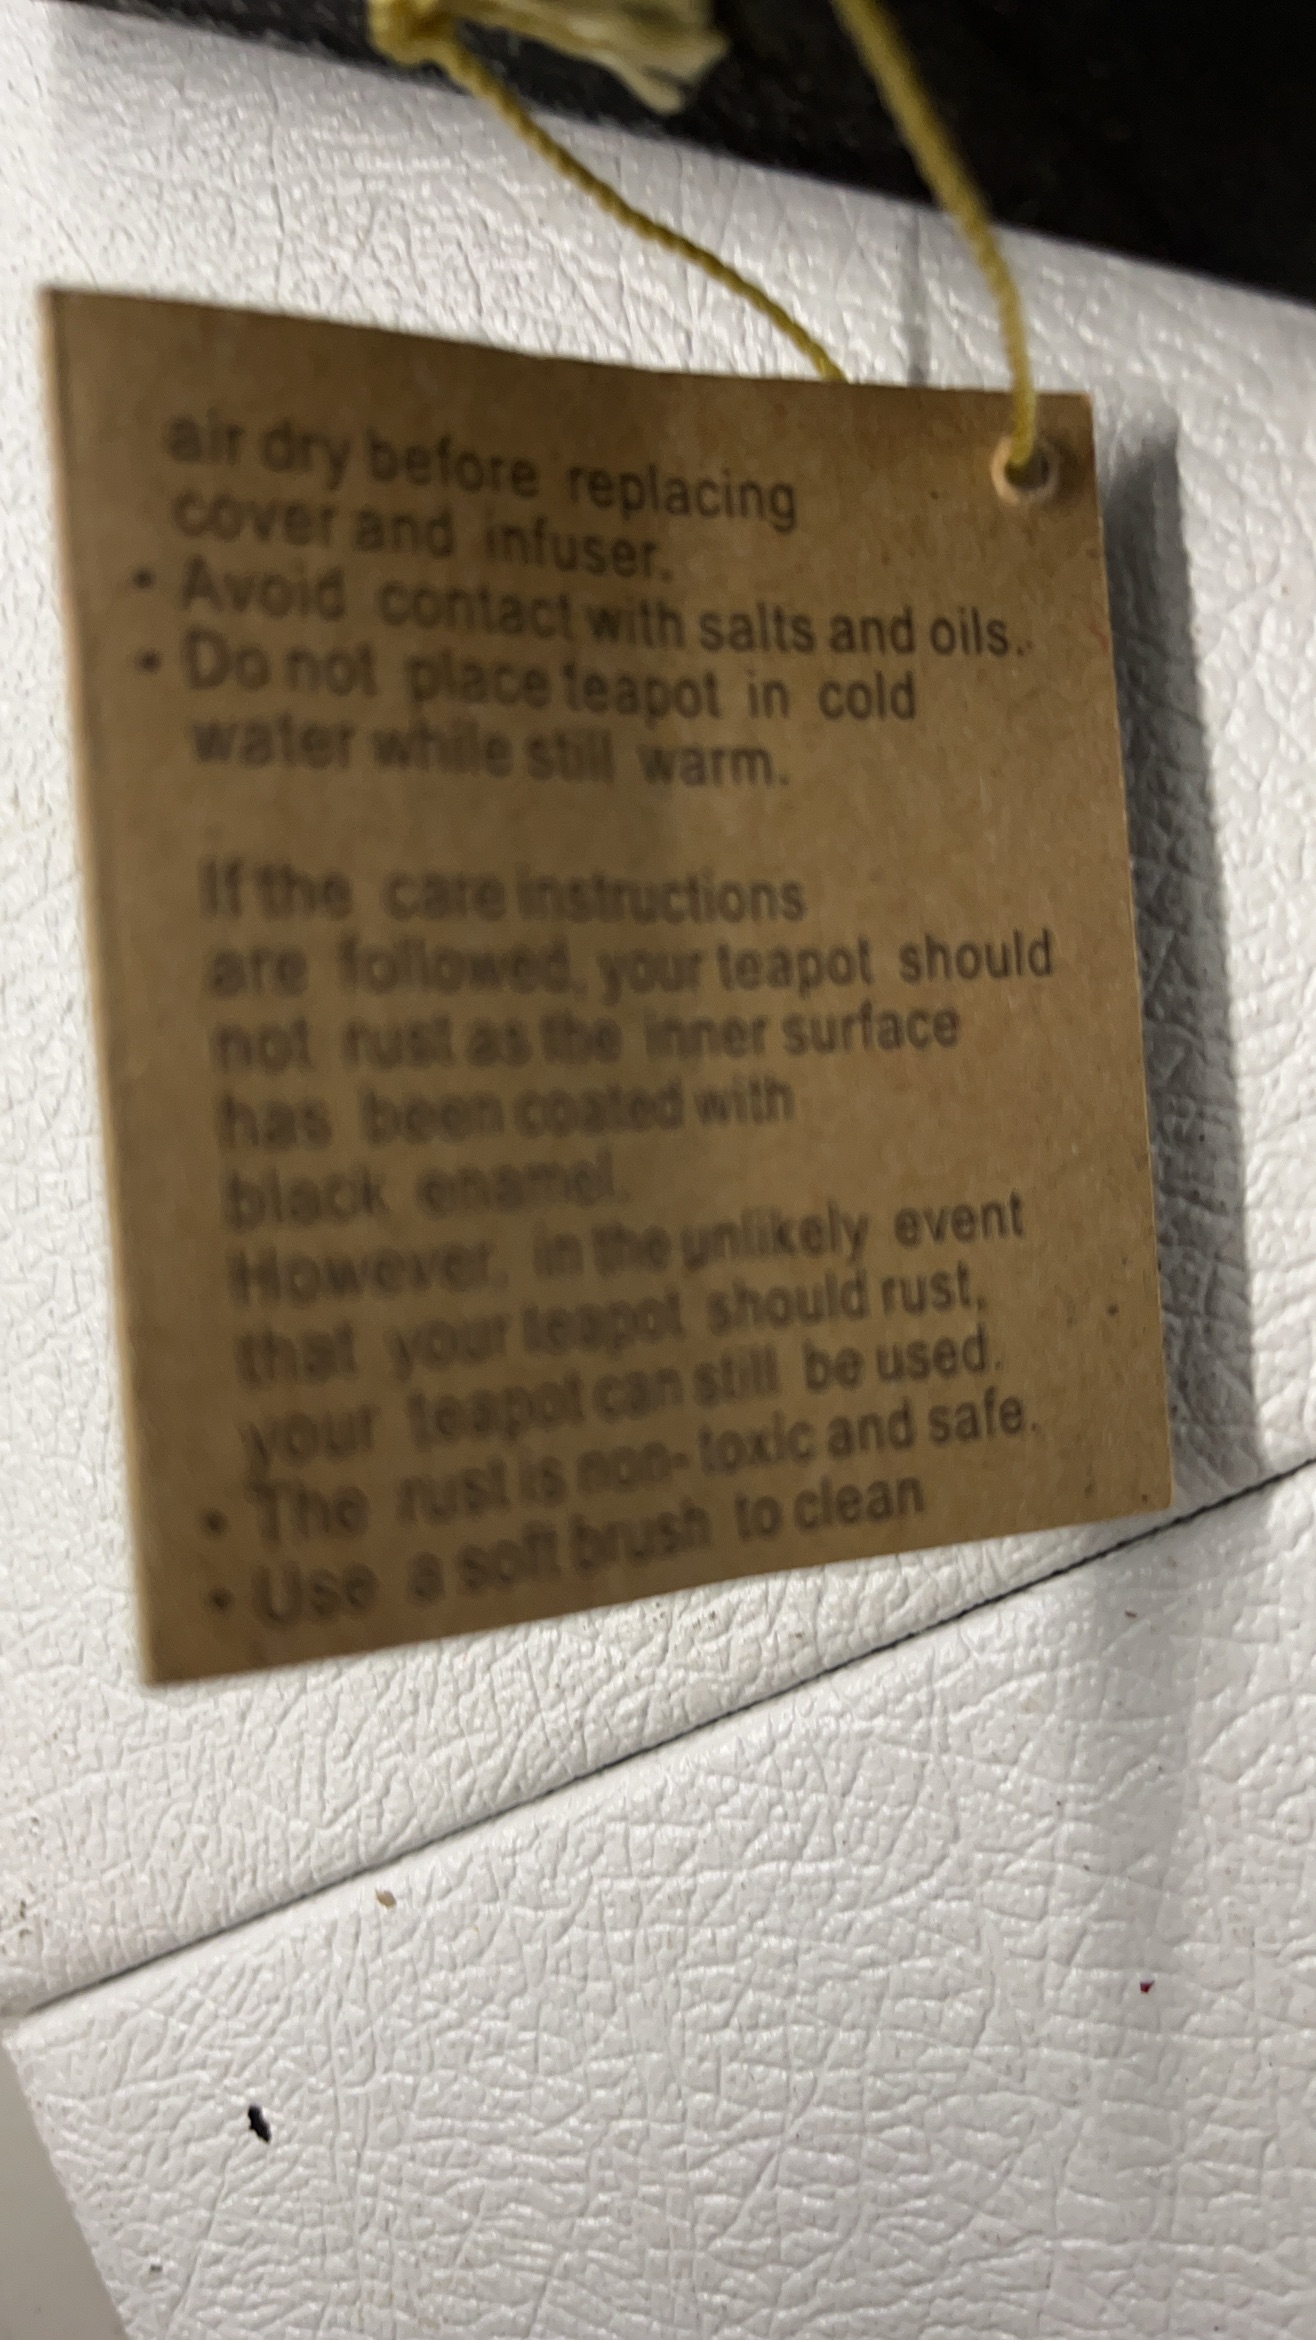 air dry before replacing
cover and infuser.
• Avoid contact with salts and oils.
• Do not place teapot in cold
water while still warm.
If the care instructions
are followed, your teapot should
not rust as the inner surface
has been coated with
black enamel.
However, in the unlikely event
that your teapot should rust,
your teapot can still be used.
• The rust is non-toxic and safe.
• Use a soft brush to clean